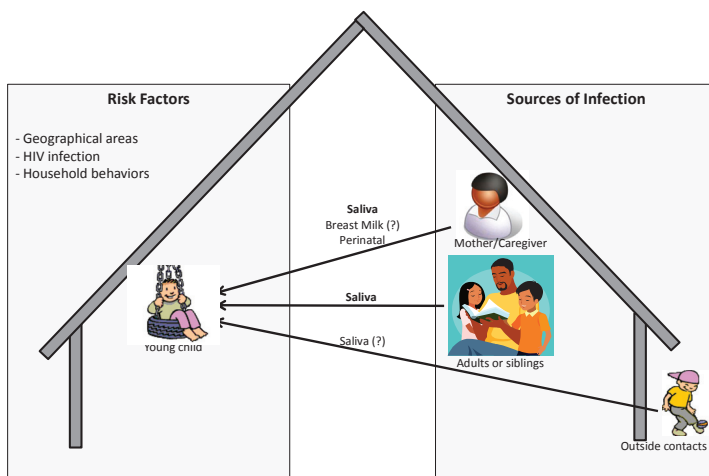 Risk Factors
- Geographical areas
- HIV infection
- Household behaviors
Sources of Infection
Saliva
Breast Milk (?)
Perinatal
Mother/Caregiver
Saliva
Young child
Saliva (?)
Adults or siblings
Outside contacts